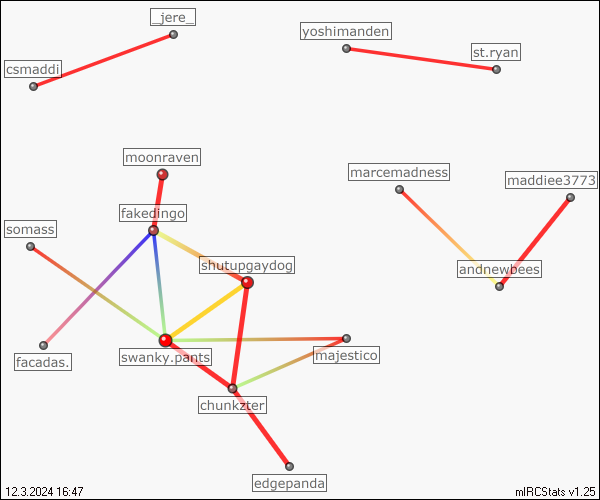 _jere_
yoshimanden
st.ryan
csmaddi
moonraven
marcemadness
maddiee3773
fakedingo
somass
shutupgaydog
andnewbees
swanky.pants
majestico
facadas.
chunkzter
edgepanda
12.3.2024 16:47
mIRCStats v1.25